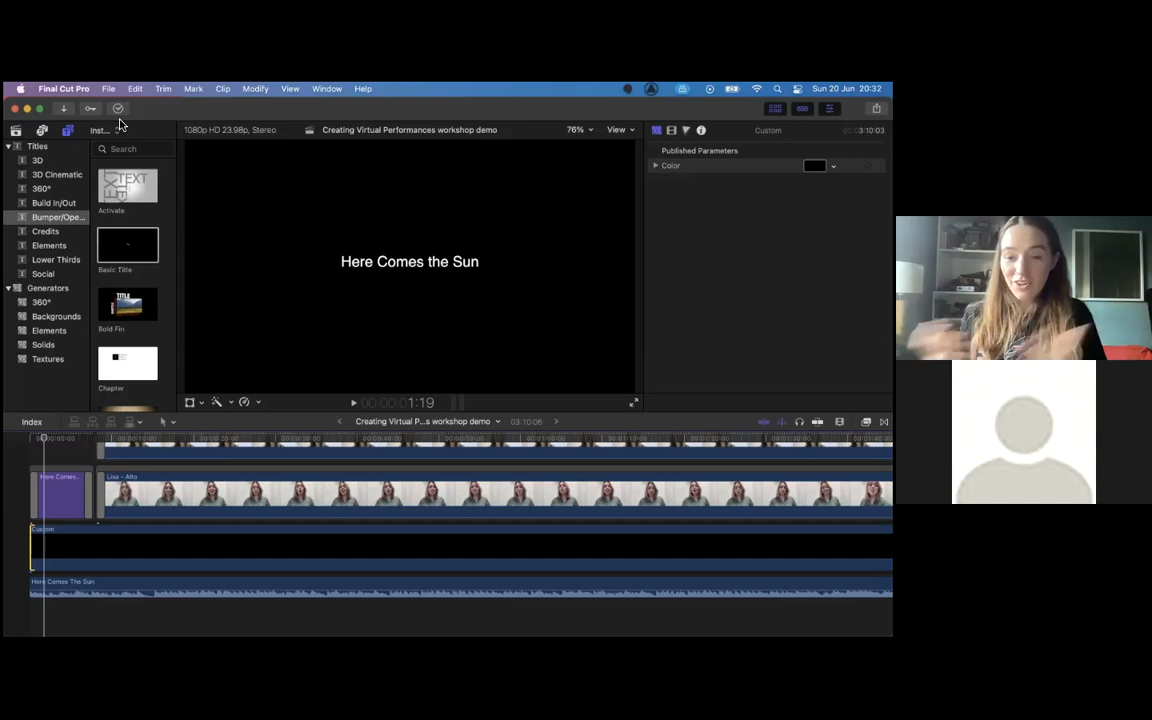 Final Cut Pro File Edit Trim Mark Clip Modify View Window Help Sun 20 Jun 20:32
Inst... 1080p HD 23.98p, Stereo Creating Virtual Performances workshop demo 76% View Custom 3:10:03
Titles
Search
Published Parameters
3D
Color
3D Cinematic
360°
Build In/Out
Activate
Bumper/Ope...
Credits
Elements
Lower Thirds
Basic Title
Here Comes the Sun
Social
Generators
360°
TITLE
Backgrounds
Bold Fin
Elements
Solids
Textures
Chapter
00:00:01:19
Index Creating Virtual P...s workshop demo 03:10:06
Here Comes... Lisa - Alto
Custom
Here Comes The Sun